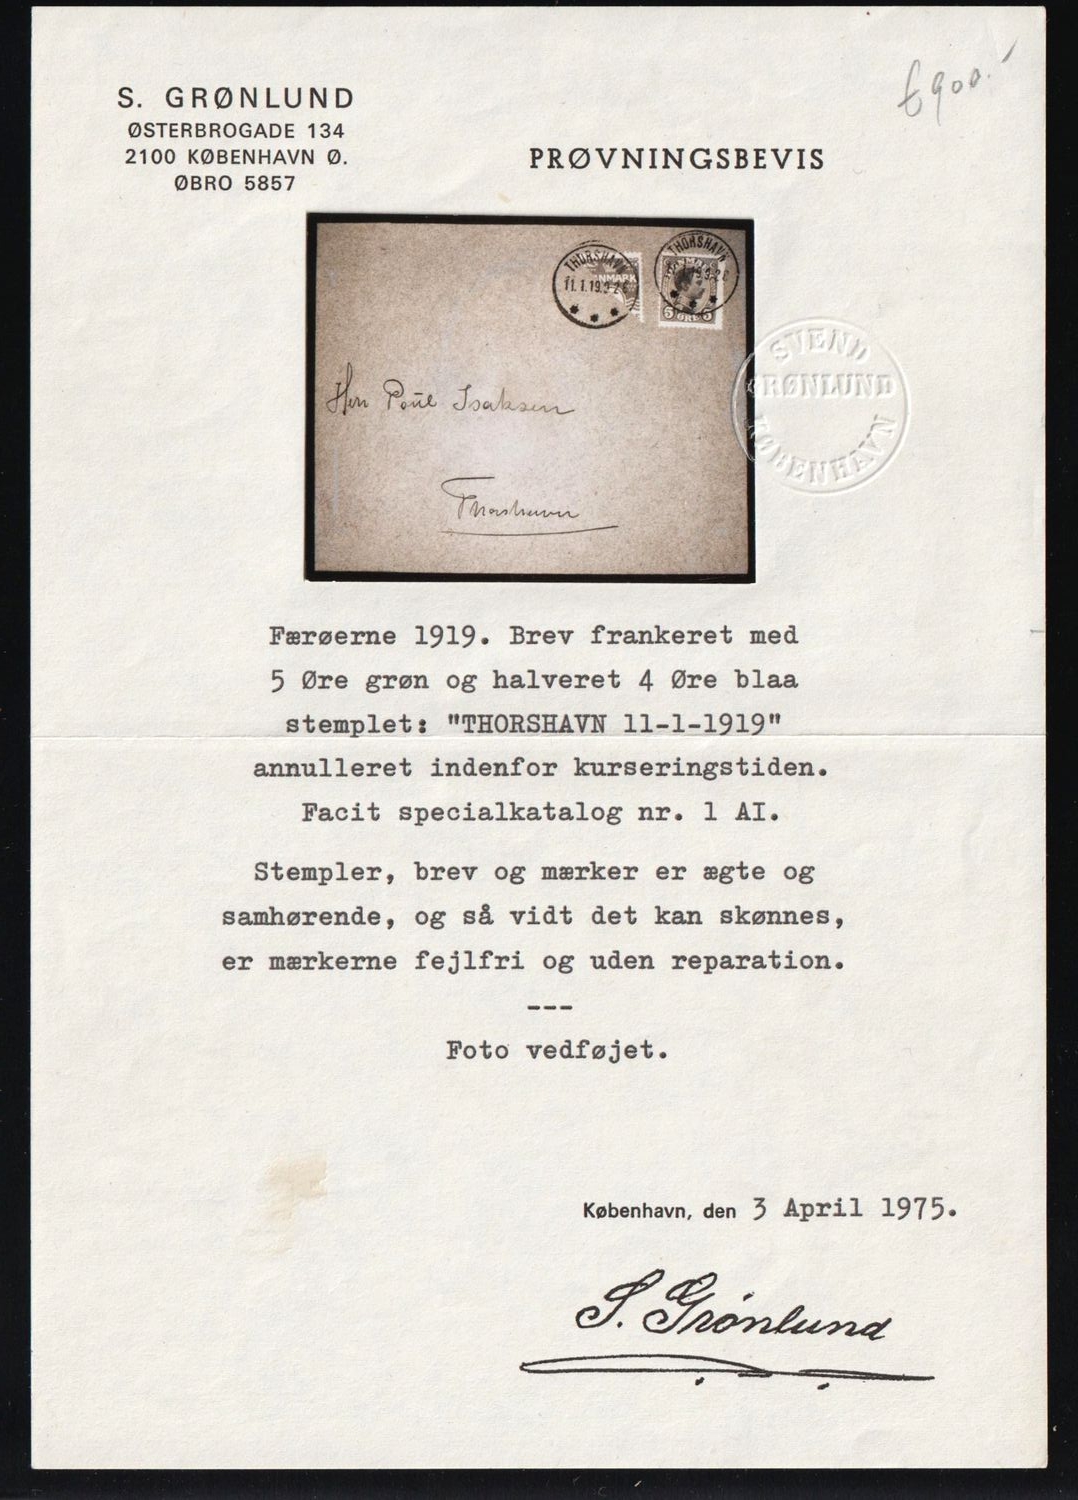 S. GRØNLUND
ØSTERBROGADE 134
2100 KØBENHAVN Ø.
ØBRO 5857
£900.-
PRØVNINGSBEVIS
THORSHAVN
11.1.19.9-2E
DANMARK
THORSHAVN
5 ØRE 5
Herr Poul Isaksen
Thorshavn
SVEND
GRØNLUND
KØBENHAVN
Færøerne 1919. Brev frankeret med
5 Øre grøn og halveret 4 Øre blaa
stemplet: "THORSHAVN 11-1-1919"
annulleret indenfor kurseringstiden.
Facit specialkatalog nr. 1 AI.
Stempler, brev og mærker er ægte og
samhørende, og så vidt det kan skønnes,
er mærkerne fejlfri og uden reparation.
---
Foto vedføjet.
København, den 3 April 1975.
S. Grönlund